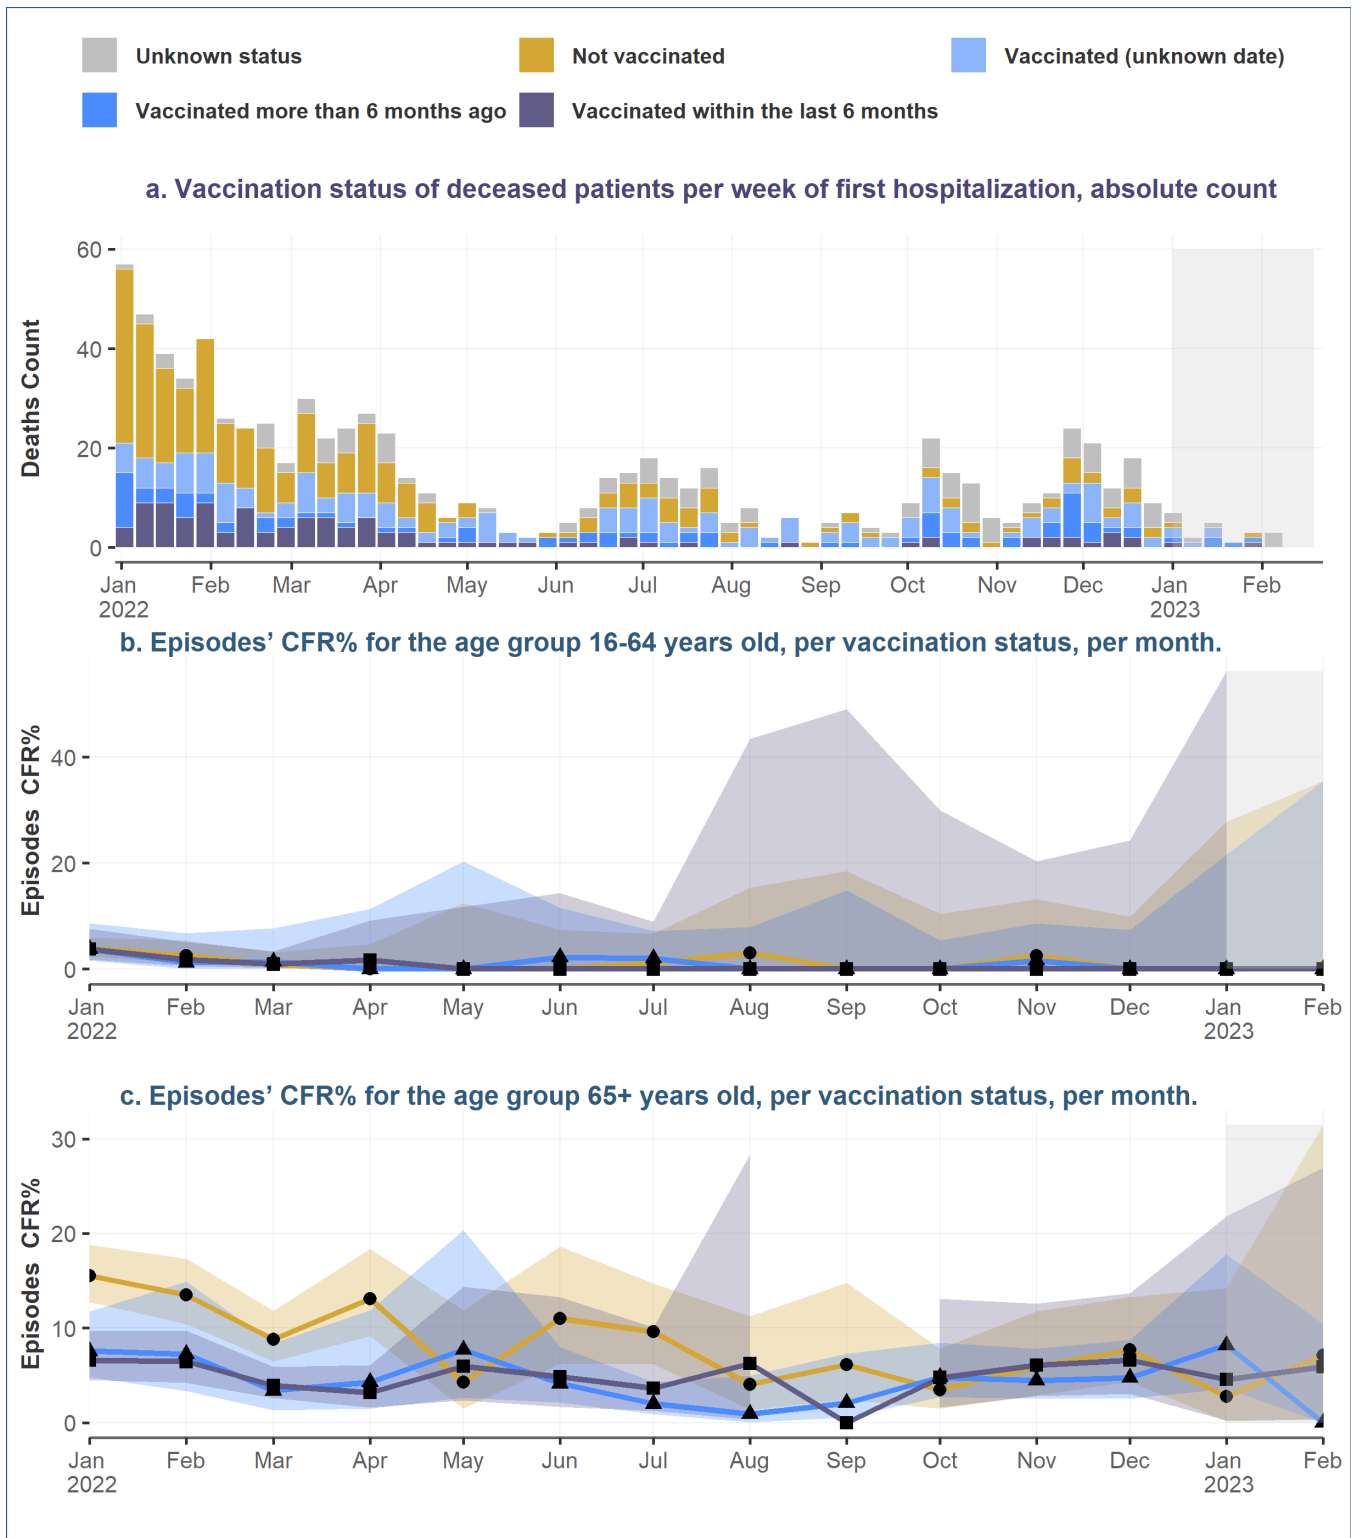 Unknown status Not vaccinated Vaccinated (unknown date)
Vaccinated more than 6 months ago Vaccinated within the last 6 months
a. Vaccination status of deceased patients per week of first hospitalization, absolute count
Deaths Count
60
40
20
0
Jan Feb Mar Apr May Jun Jul Aug Sep Oct Nov Dec Jan Feb
2022 2023
b. Episodes’ CFR% for the age group 16-64 years old, per vaccination status, per month.
Episodes CFR%
40
20
0
Jan Feb Mar Apr May Jun Jul Aug Sep Oct Nov Dec Jan Feb
2022 2023
c. Episodes’ CFR% for the age group 65+ years old, per vaccination status, per month.
Episodes CFR%
30
20
10
0
Jan Feb Mar Apr May Jun Jul Aug Sep Oct Nov Dec Jan Feb
2022 2023